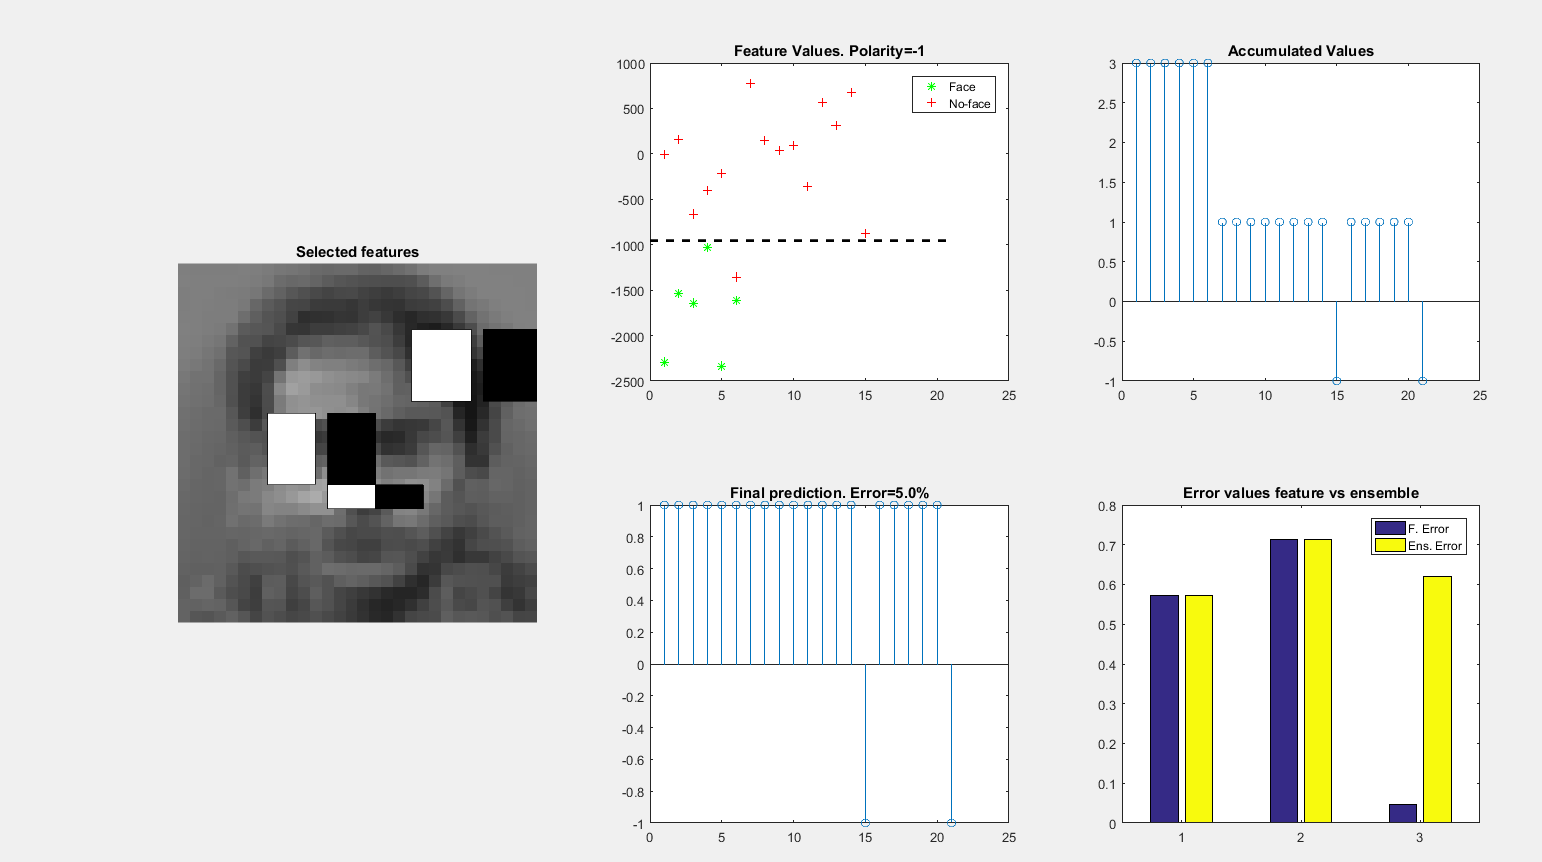 Selected features
Feature Values. Polarity=-1
1000
500
0
-500
-1000
-1500
-2000
-2500
0 5 10 15 20 25
Face
No-face
Accumulated Values
3
2.5
2
1.5
1
0.5
0
-0.5
-1
0 5 10 15 20 25
Final prediction. Error=5.0%
1
0.8
0.6
0.4
0.2
0
-0.2
-0.4
-0.6
-0.8
-1
0 5 10 15 20 25
Error values feature vs ensemble
0.8
0.7
0.6
0.5
0.4
0.3
0.2
0.1
0
1 2 3
F. Error
Ens. Error